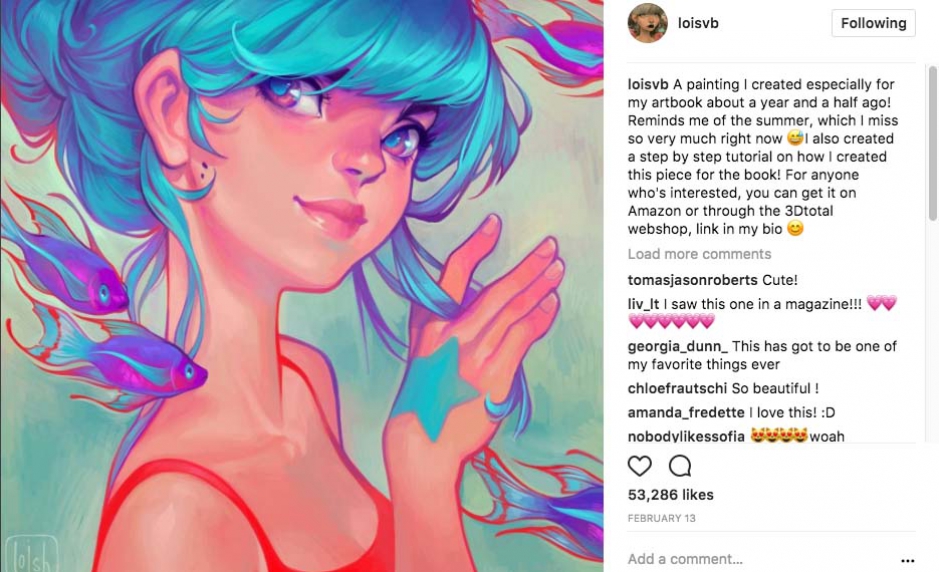 loisvb
Following
loisvb A painting I created especially for
my artbook about a year and a half ago!
Reminds me of the summer, which I miss
so very much right now 😅I also created
a step by step tutorial on how I created
this piece for the book! For anyone
who's interested, you can get it on
Amazon or through the 3Dtotal
webshop, link in my bio 😊
Load more comments
tomasjasonroberts Cute!
liv_lt I saw this one in a magazine!!! 💗💗
💗💗💗💗💗💗
georgia_dunn_ This has got to be one of
my favorite things ever
chloefrautschi So beautiful !
amanda_fredette I love this! :D
nobodylikessofia 😻😻😻😻woah
53,286 likes
FEBRUARY 13
Add a comment...
loish